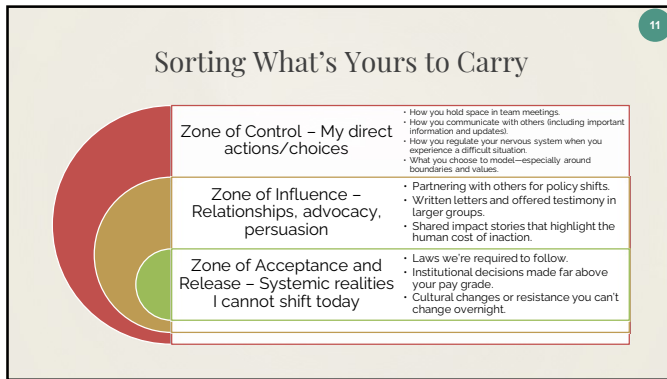 11
Sorting What's Yours to Carry
Zone of Control – My direct
actions/choices
• How you hold space in team meetings.
• How you communicate with others (including important
information and updates).
• How you regulate your nervous system when you
experience a difficult situation.
• What you choose to model—especially around
boundaries and values.
Zone of Influence –
Relationships, advocacy,
persuasion
• Partnering with others for policy shifts.
• Written letters and offered testimony in
larger groups.
• Shared impact stories that highlight the
human cost of inaction.
Zone of Acceptance and
Release – Systemic realities
I cannot shift today
• Laws we're required to follow.
• Institutional decisions made far above
your pay grade.
• Cultural changes or resistance you can't
change overnight.